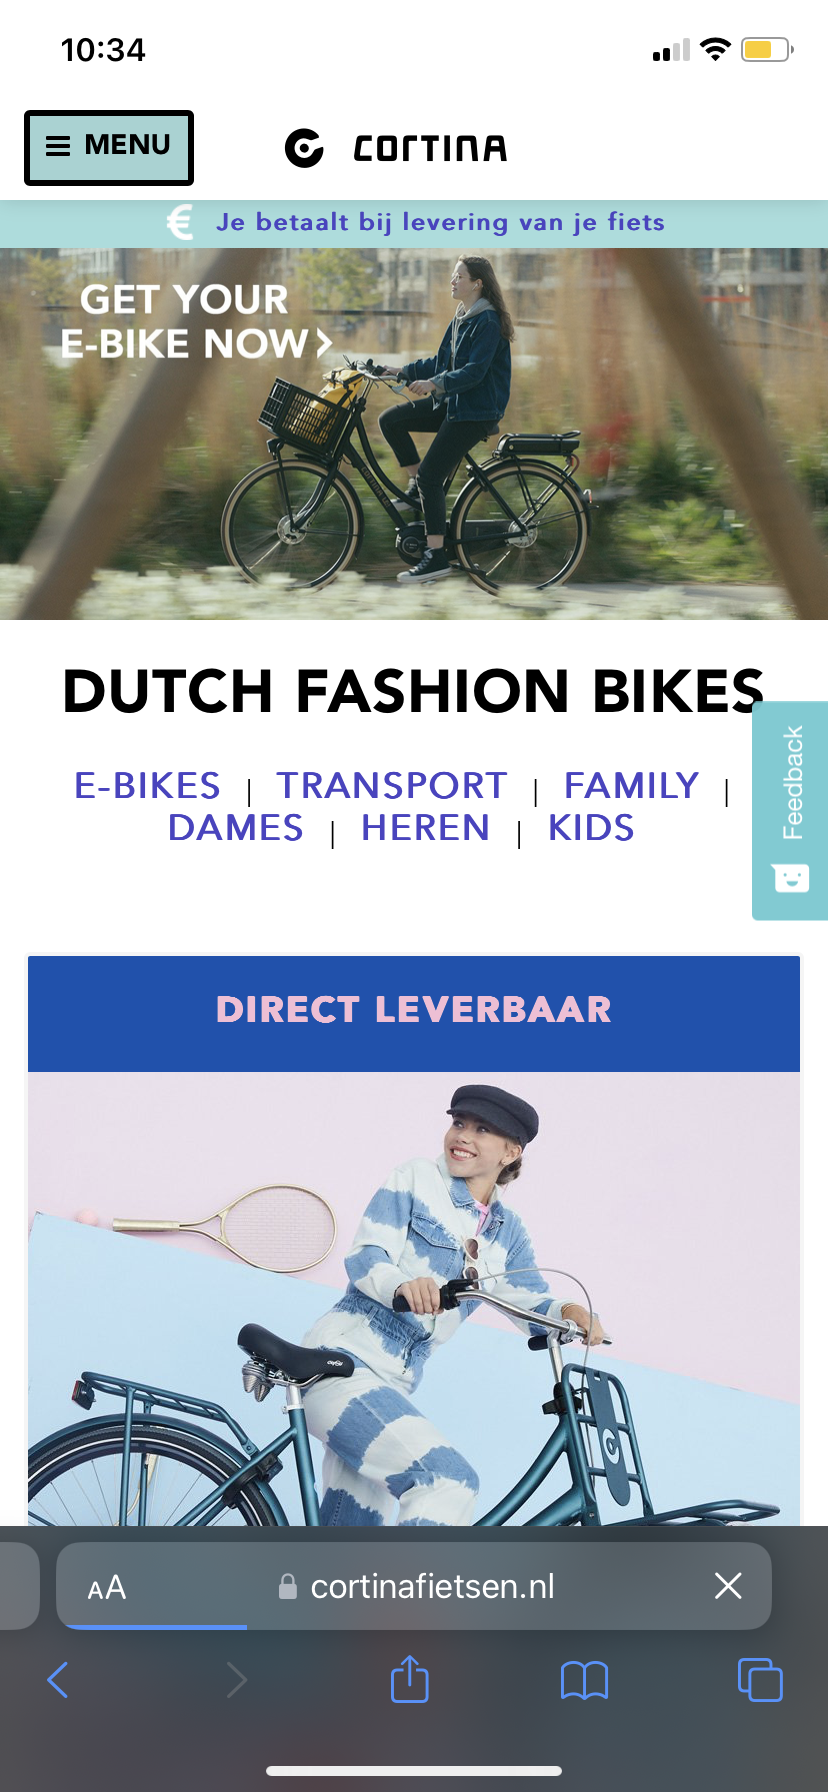 10:34
MENU
cortina
€ Je betaalt bij levering van je fiets
GET YOUR
E-BIKE NOW
DUTCH FASHION BIKES
E-BIKES | TRANSPORT | FAMILY |
DAMES | HEREN | KIDS
Feedback
DIRECT LEVERBAAR
AA cortinafietsen.nl